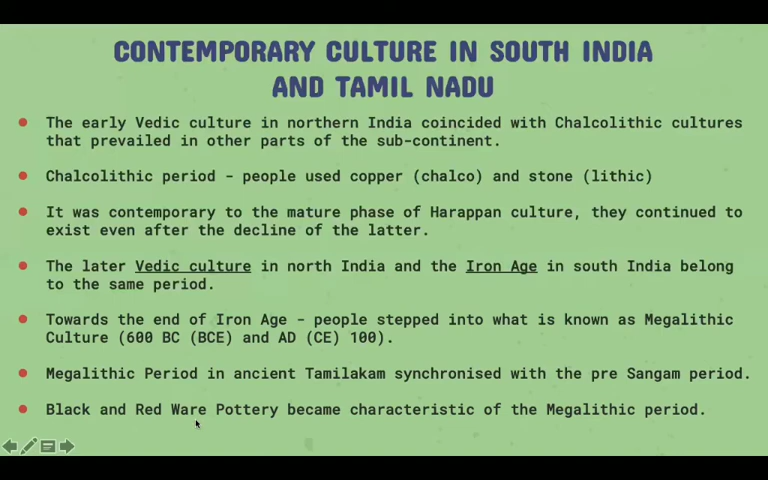 CONTEMPORARY CULTURE IN SOUTH INDIA
AND TAMIL NADU
The early Vedic culture in northern India coincided with Chalcolithic cultures
that prevailed in other parts of the sub-continent.
Chalcolithic period - people used copper (chalco) and stone (lithic)
It was contemporary to the mature phase of Harappan culture, they continued to
exist even after the decline of the latter.
The later Vedic culture in north India and the Iron Age in south India belong
to the same period.
Towards the end of Iron Age - people stepped into what is known as Megalithic
Culture (600 BC (BCE) and AD (CE) 100).
Megalithic Period in ancient Tamilakam synchronised with the pre Sangam period.
Black and Red Ware Pottery became characteristic of the Megalithic period.